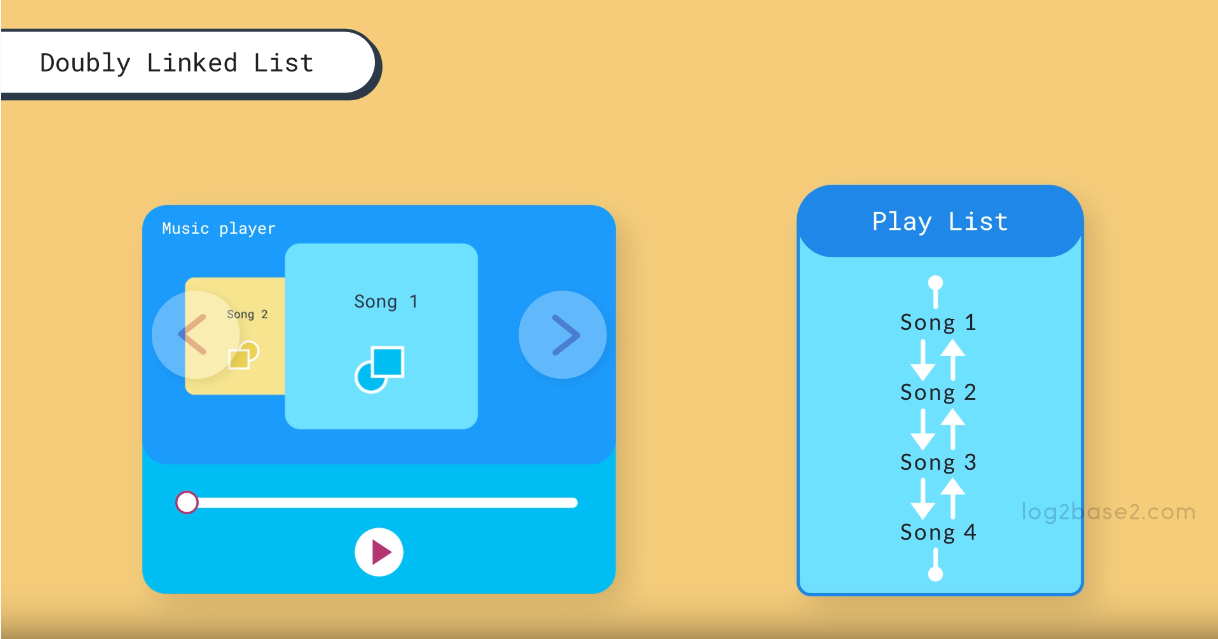 Doubly Linked List
Music player
Song 2
Song 1
Play List
Song 1
Song 2
Song 3
Song 4
log2base2.com